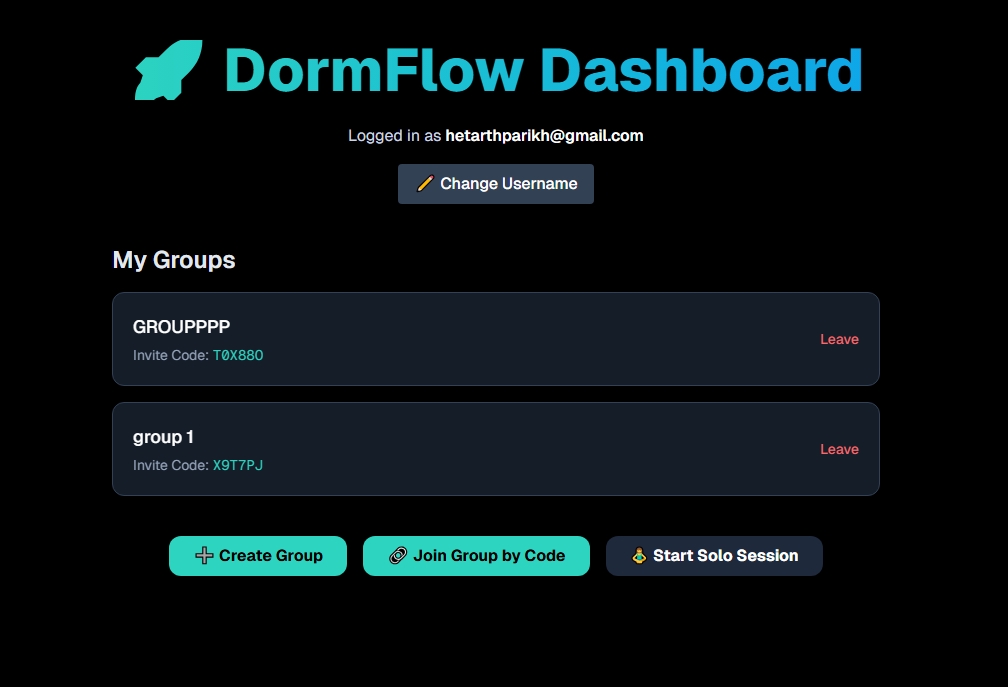 DormFlow Dashboard
Logged in as hetarthparikh@gmail.com
Change Username
My Groups
GROUPPPP
Invite Code: T0X88O
Leave
group 1
Invite Code: X9T7PJ
Leave
Create Group
Join Group by Code
Start Solo Session